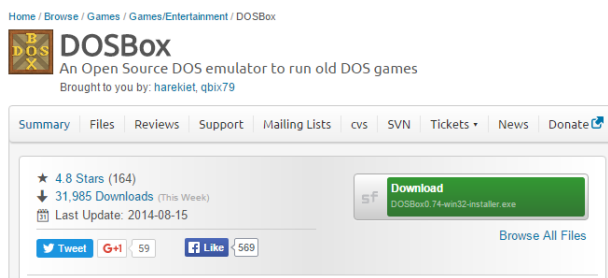 Home / Browse / Games / Games/Entertainment / DOSBox
B
DOS
X
DOSBox
An Open Source DOS emulator to run old DOS games
Brought to you by: harekiet, qbix79
Summary Files Reviews Support Mailing Lists cvs SVN Tickets News Donate
4.8 Stars (164)
31,985 Downloads (This Week)
Last Update: 2014-08-15
sf Download
DOSBox0.74-win32-installer.exe
Browse All Files
Tweet G+1 59 f Like 569